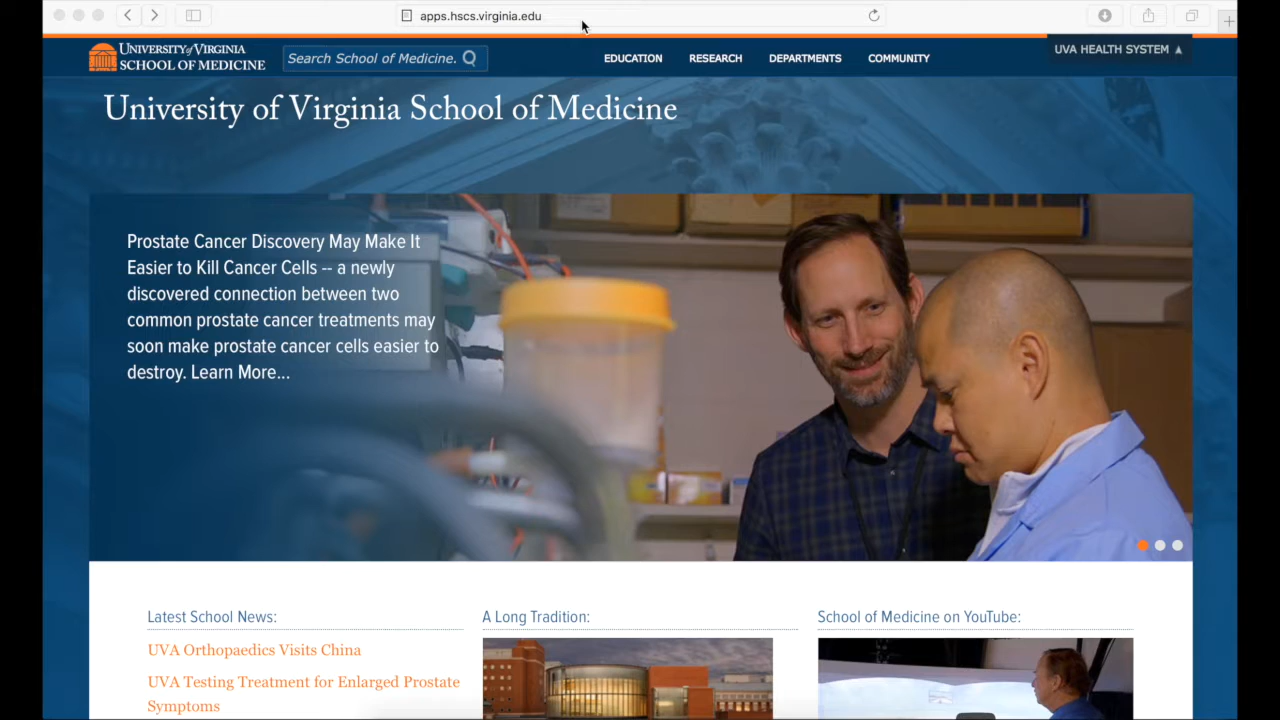 apps.hscs.virginia.edu
UNIVERSITY of VIRGINIA
SCHOOL OF MEDICINE
Search School of Medicine.
EDUCATION RESEARCH DEPARTMENTS COMMUNITY
UVA HEALTH SYSTEM ▲
University of Virginia School of Medicine
Prostate Cancer Discovery May Make It
Easier to Kill Cancer Cells -- a newly
discovered connection between two
common prostate cancer treatments may
soon make prostate cancer cells easier to
destroy. Learn More...
Latest School News:
UVA Orthopaedics Visits China
UVA Testing Treatment for Enlarged Prostate
Symptoms
A Long Tradition:
School of Medicine on YouTube: